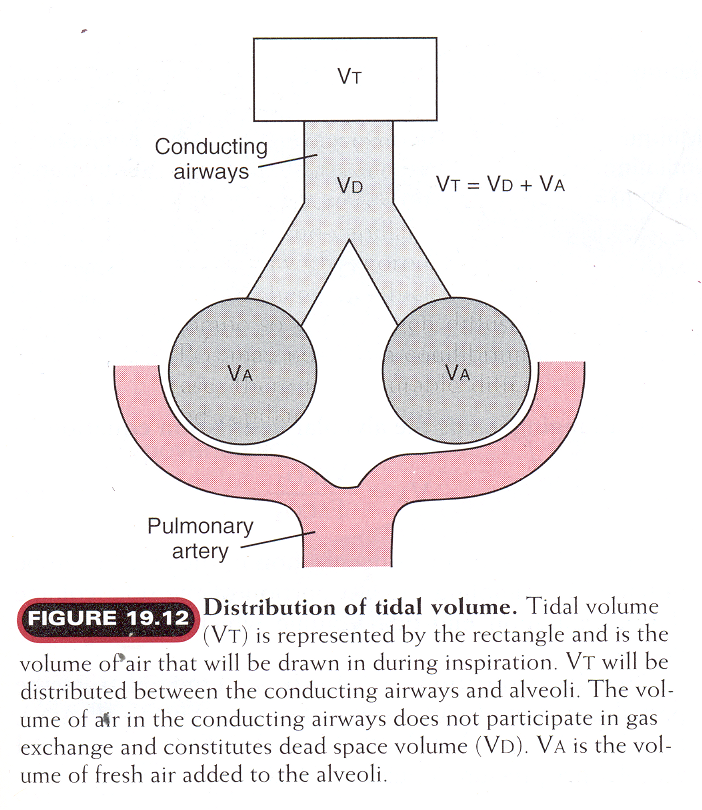 VT
Conducting
airways
VD
VT = VD + VA
VA
VA
Pulmonary
artery
FIGURE 19.12 Distribution of tidal volume. Tidal volume
(VT) is represented by the rectangle and is the
volume of air that will be drawn in during inspiration. VT will be
distributed between the conducting airways and alveoli. The vol-
ume of air in the conducting airways does not participate in gas
exchange and constitutes dead space volume (VD). VA is the vol-
ume of fresh air added to the alveoli.